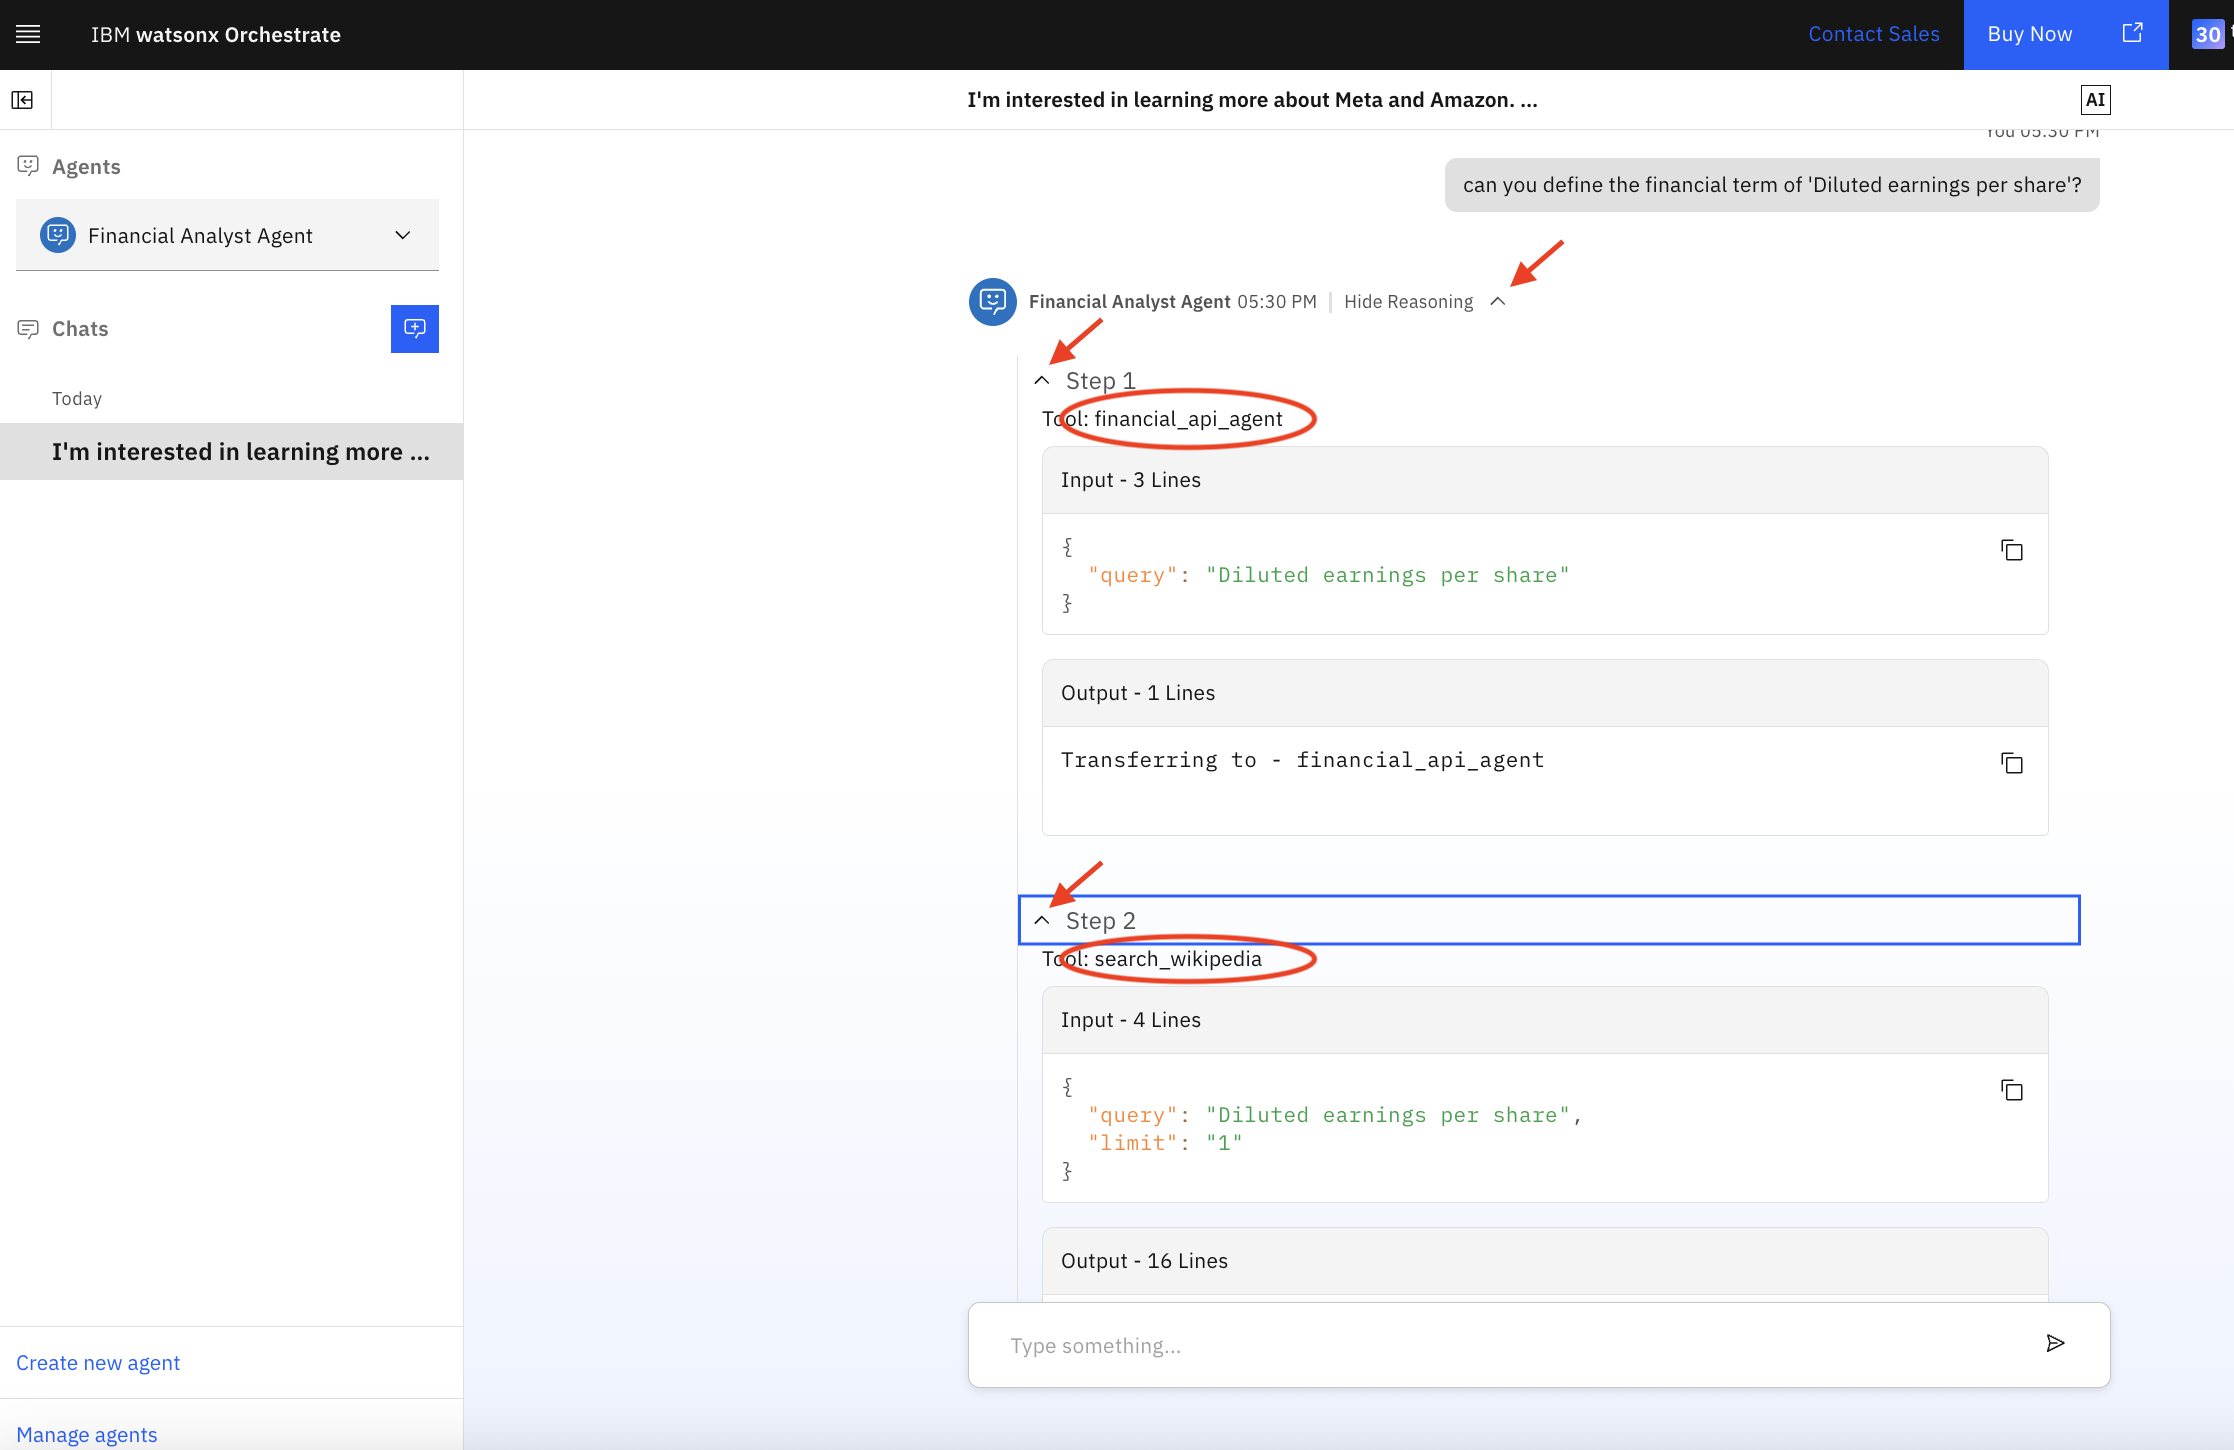 IBM watsonx Orchestrate
Contact Sales
Buy Now
30
I'm interested in learning more about Meta and Amazon. ...
AI
Agents
Financial Analyst Agent
Chats
Today
I'm interested in learning more ...
Create new agent
Manage agents
You 05:30 PM
can you define the financial term of 'Diluted earnings per share'?
Financial Analyst Agent 05:30 PM | Hide Reasoning
Step 1
Tool: financial_api_agent
Input - 3 Lines
{
"query": "Diluted earnings per share"
}
Output - 1 Lines
Transferring to - financial_api_agent
Step 2
Tool: search_wikipedia
Input - 4 Lines
{
"query": "Diluted earnings per share",
"limit": "1"
}
Output - 16 Lines
Type something...